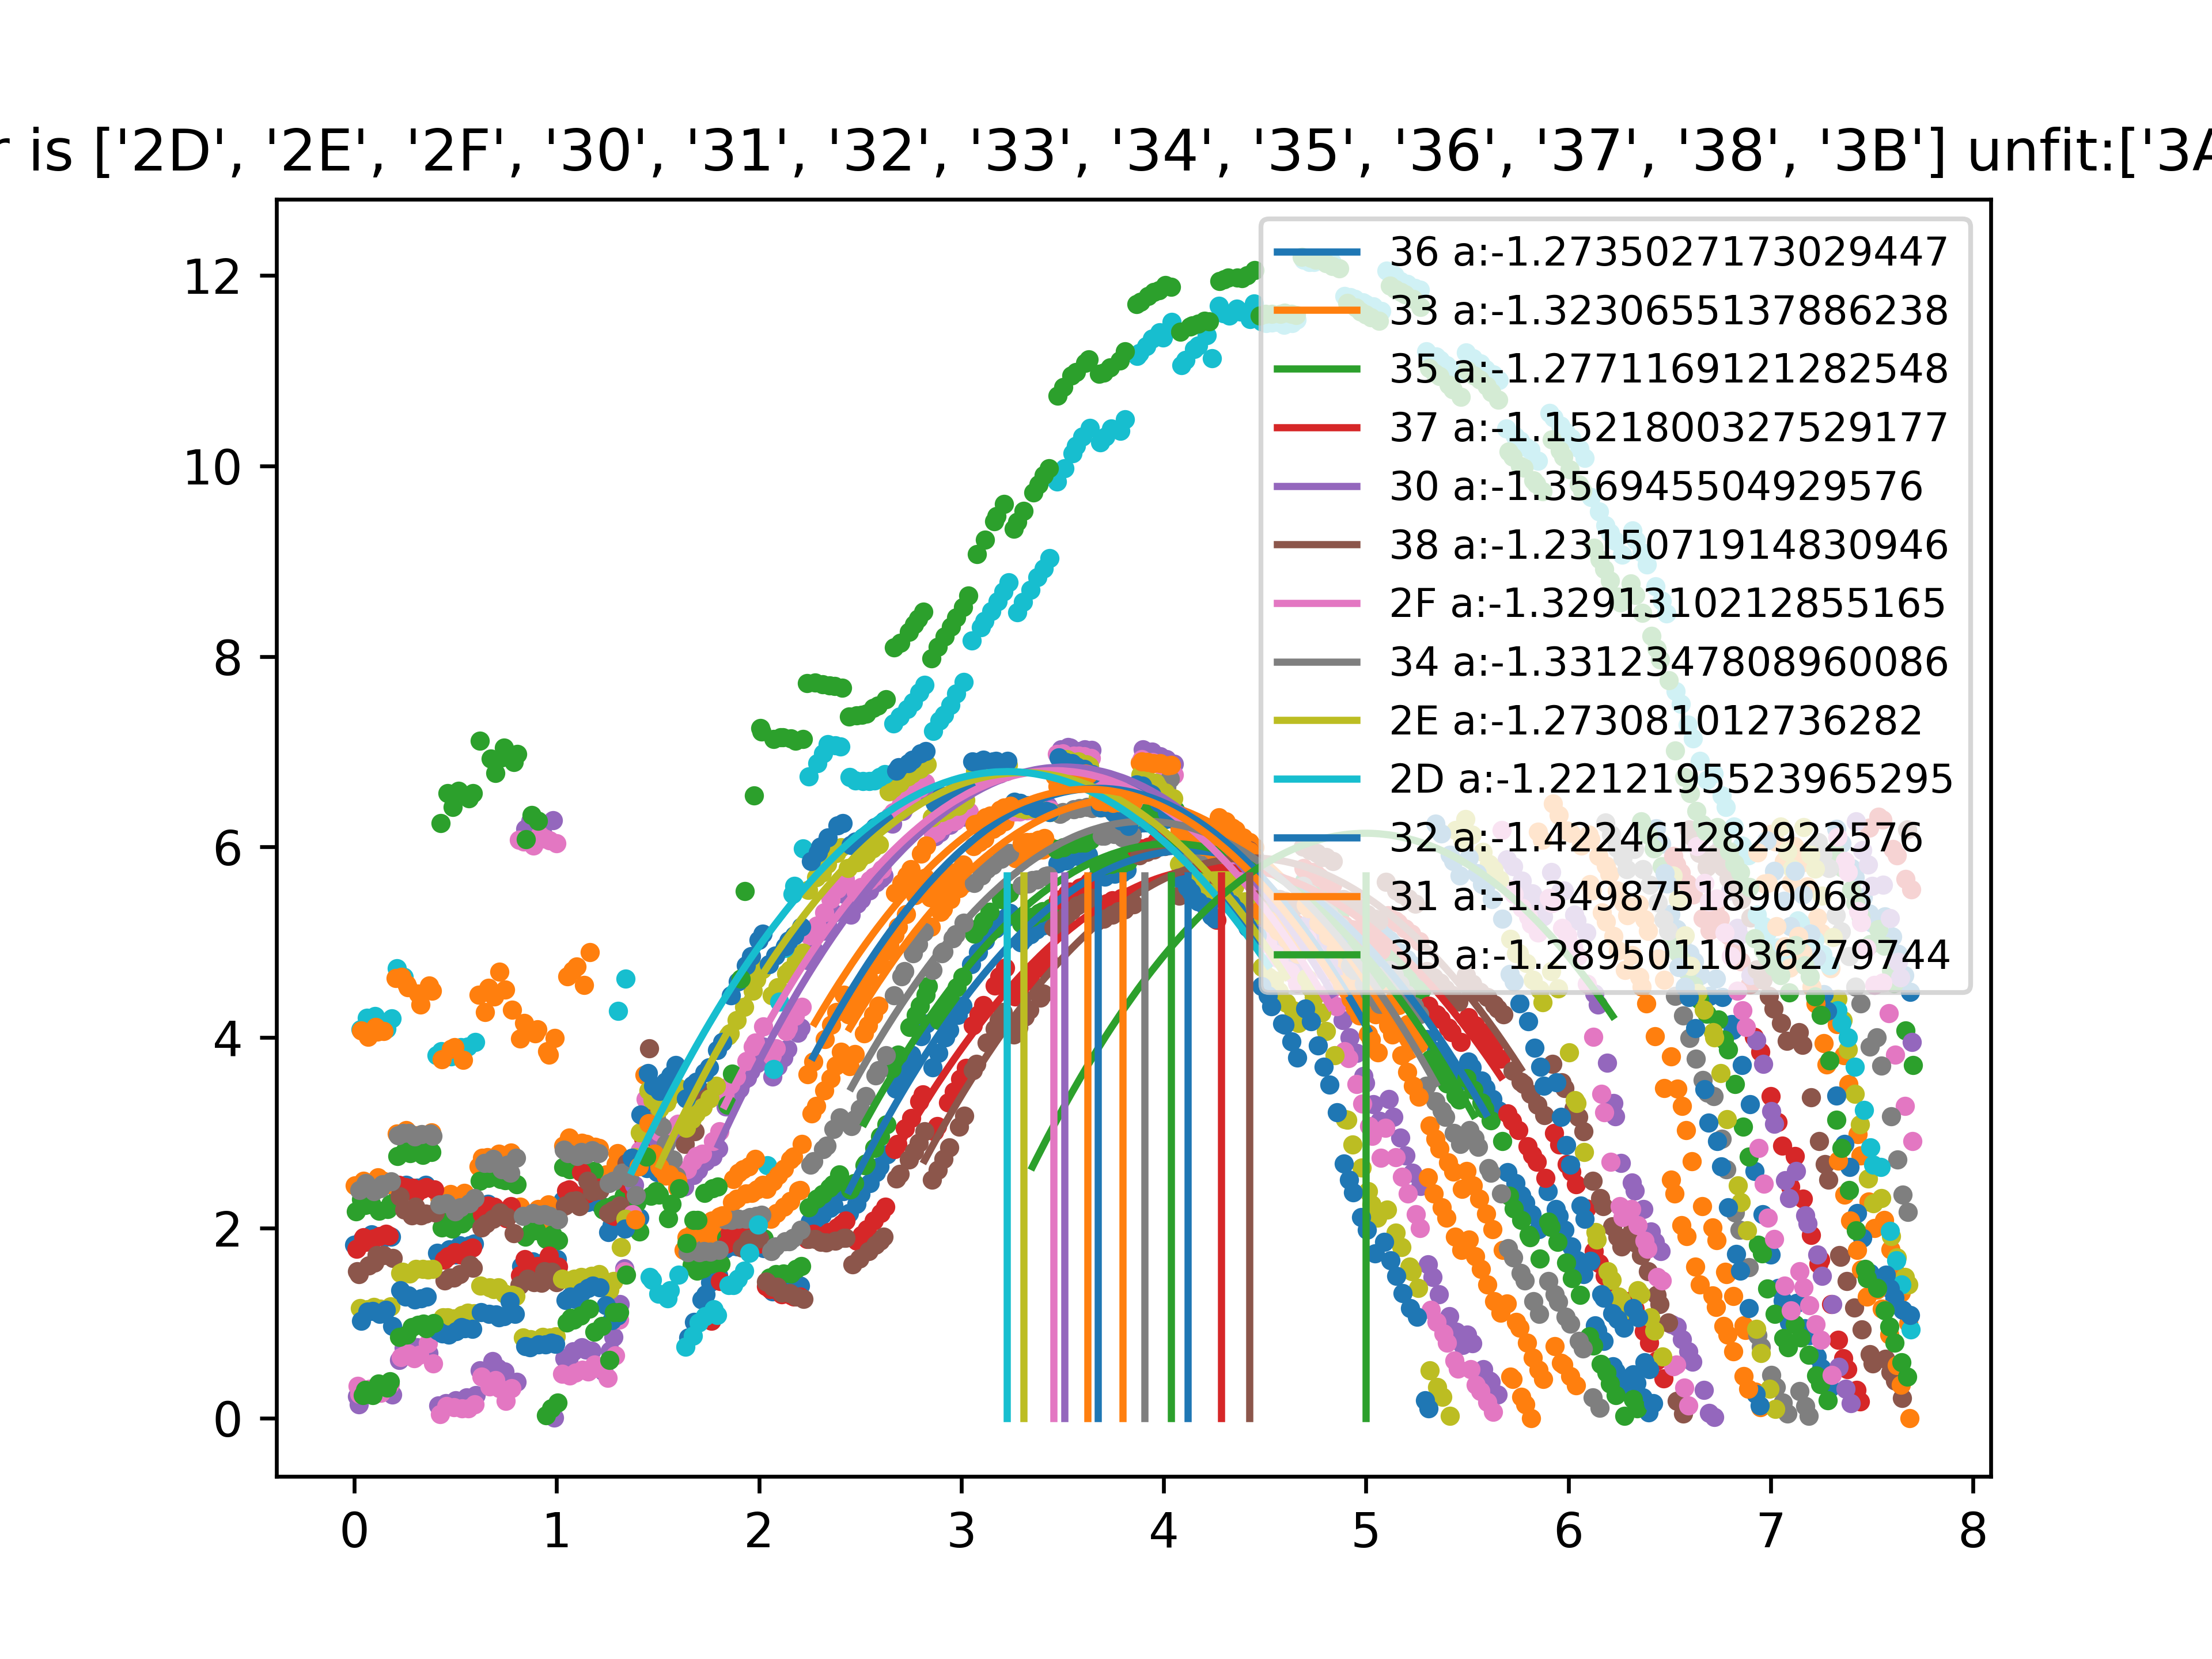 r is ['2D', '2E', '2F', '30', '31', '32', '33', '34', '35', '36', '37', '38', '3B'] unfit:['3A
12
10
8
6
4
2
0
36 a:-1.2735027173029447
33 a:-1.3230655137886238
35 a:-1.2771169121282548
37 a:-1.1521800327529177
30 a:-1.356945504929576
38 a:-1.2315071914830946
2F a:-1.3291310212855165
34 a:-1.3312347808960086
2E a:-1.273081012736282
2D a:-1.2212195523965295
32 a:-1.422461282922576
31 a:-1.3498751890068
3B a:-1.2895011036279744
0 1 2 3 4 5 6 7 8